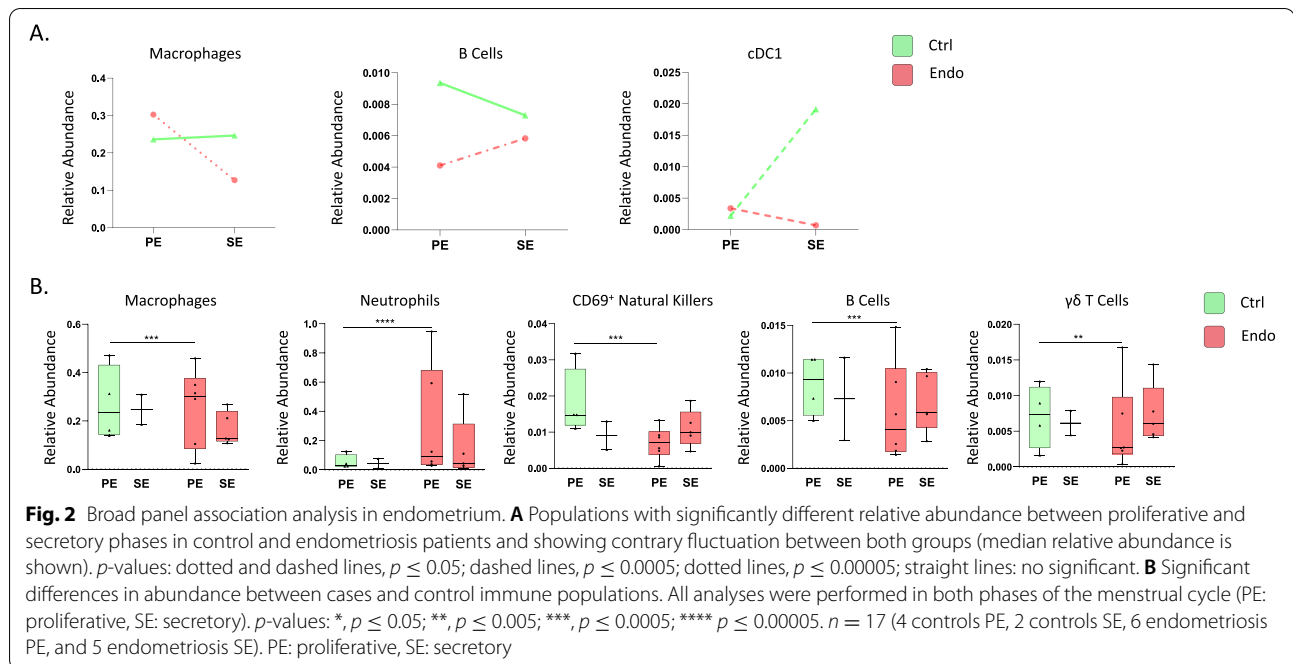 A.
Macrophages
B Cells
cDC1
Ctrl
Endo
Relative Abundance
0.4
0.3
0.2
0.1
0.0
PE SE
Relative Abundance
0.010
0.008
0.006
0.004
0.002
0.000
PE SE
Relative Abundance
0.025
0.020
0.015
0.010
0.005
0.000
PE SE
B.
Macrophages
Neutrophils
CD69+ Natural Killers
B Cells
γδ T Cells
Ctrl
Endo
Relative Abundance
0.6
0.4
0.2
0.0
***
PE SE PE SE
Relative Abundance
1.0
0.8
0.6
0.4
0.2
0.0
****
PE SE PE SE
Relative Abundance
0.04
0.03
0.02
0.01
0.00
***
PE SE PE SE
Relative Abundance
0.015
0.010
0.005
0.000
***
PE SE PE SE
Relative Abundance
0.020
0.015
0.010
0.005
0.000
**
PE SE PE SE
Fig. 2 Broad panel association analysis in endometrium. A Populations with significantly different relative abundance between proliferative and
secretory phases in control and endometriosis patients and showing contrary fluctuation between both groups (median relative abundance is
shown). p-values: dotted and dashed lines, p ≤ 0.05; dashed lines, p ≤ 0.0005; dotted lines, p ≤ 0.00005; straight lines: no significant. B Significant
differences in abundance between cases and control immune populations. All analyses were performed in both phases of the menstrual cycle (PE:
proliferative, SE: secretory). p-values: *, p ≤ 0.05; **, p ≤ 0.005; ***, p ≤ 0.0005; **** p ≤ 0.00005. n = 17 (4 controls PE, 2 controls SE, 6 endometriosis
PE, and 5 endometriosis SE). PE: proliferative, SE: secretory